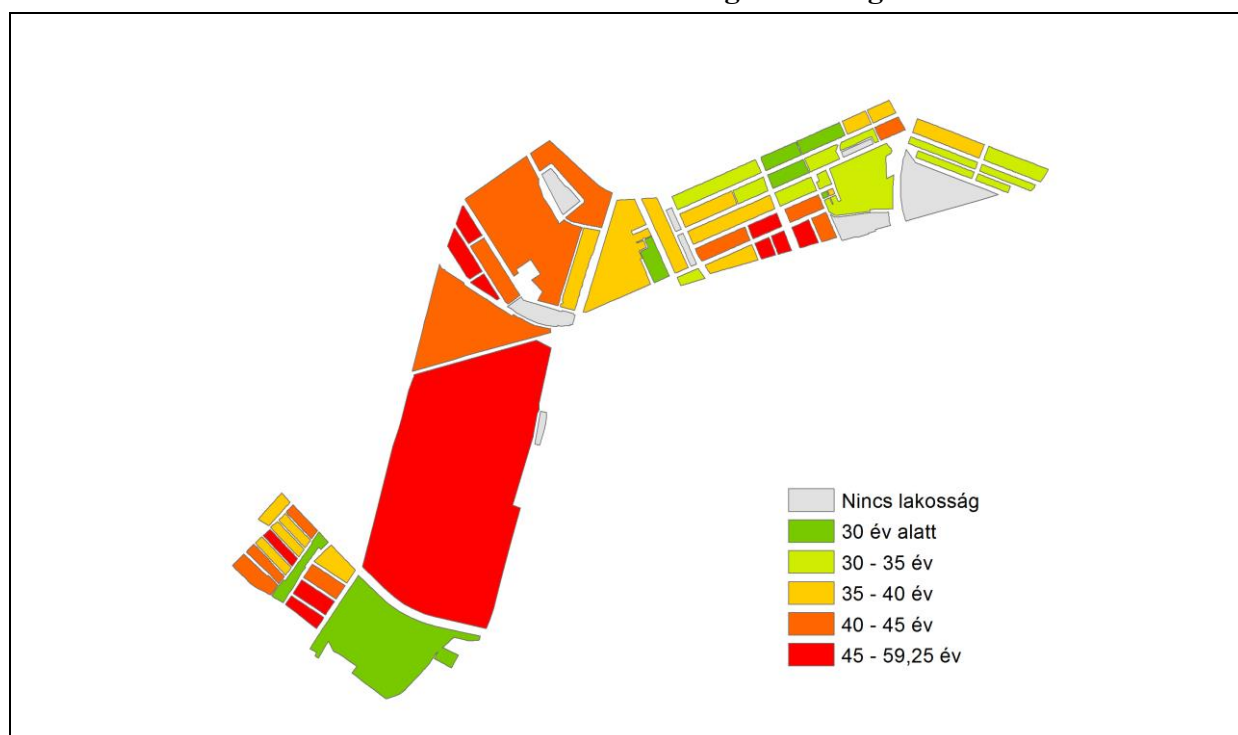 Nincs lakosság
30 év alatt
30 - 35 év
35 - 40 év
40 - 45 év
45 - 59,25 év